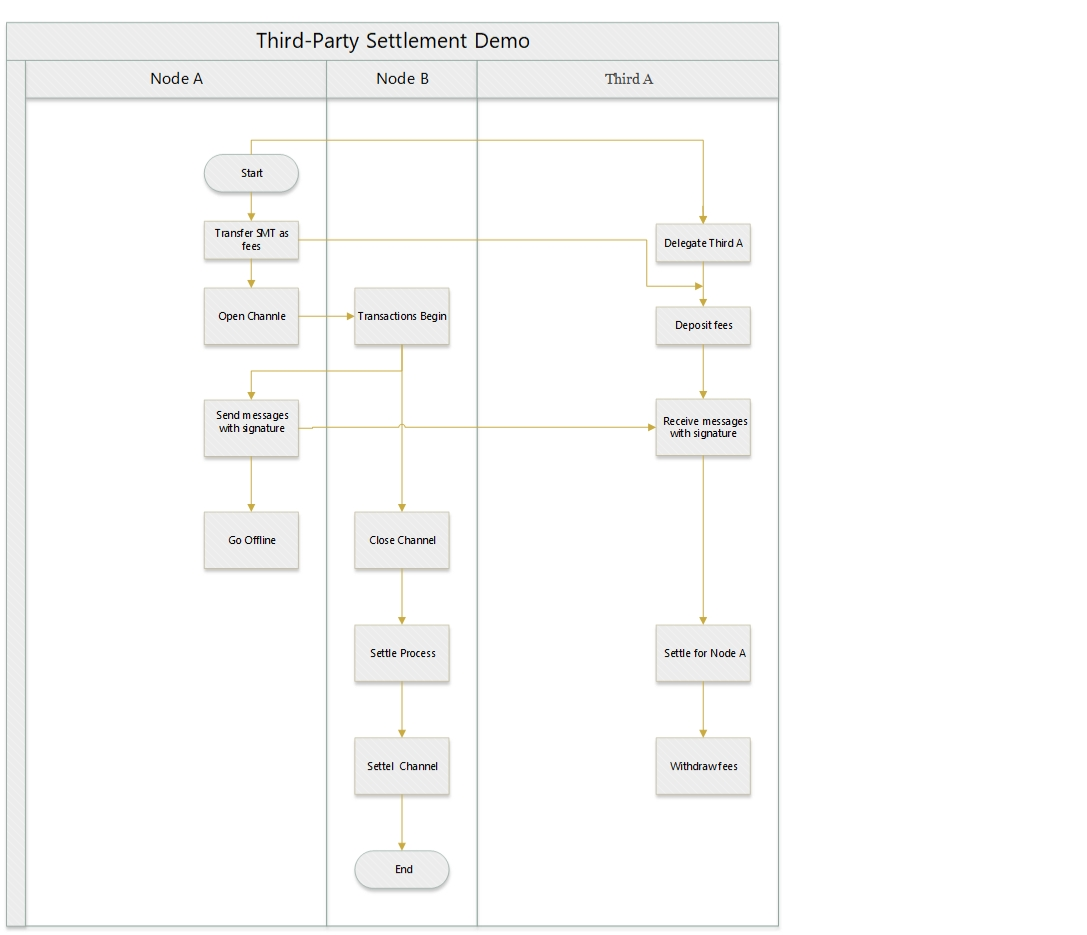 Third-Party Settlement Demo
Node A
Node B
Third A
Start
Transfer SMT as
fees
Delegate Third A
Open Channle
Transactions Begin
Deposit fees
Send messages
with signature
Receive messages
with signature
Go Offline
Close Channel
Settle Process
Settle for Node A
Settel Channel
Withdraw fees
End